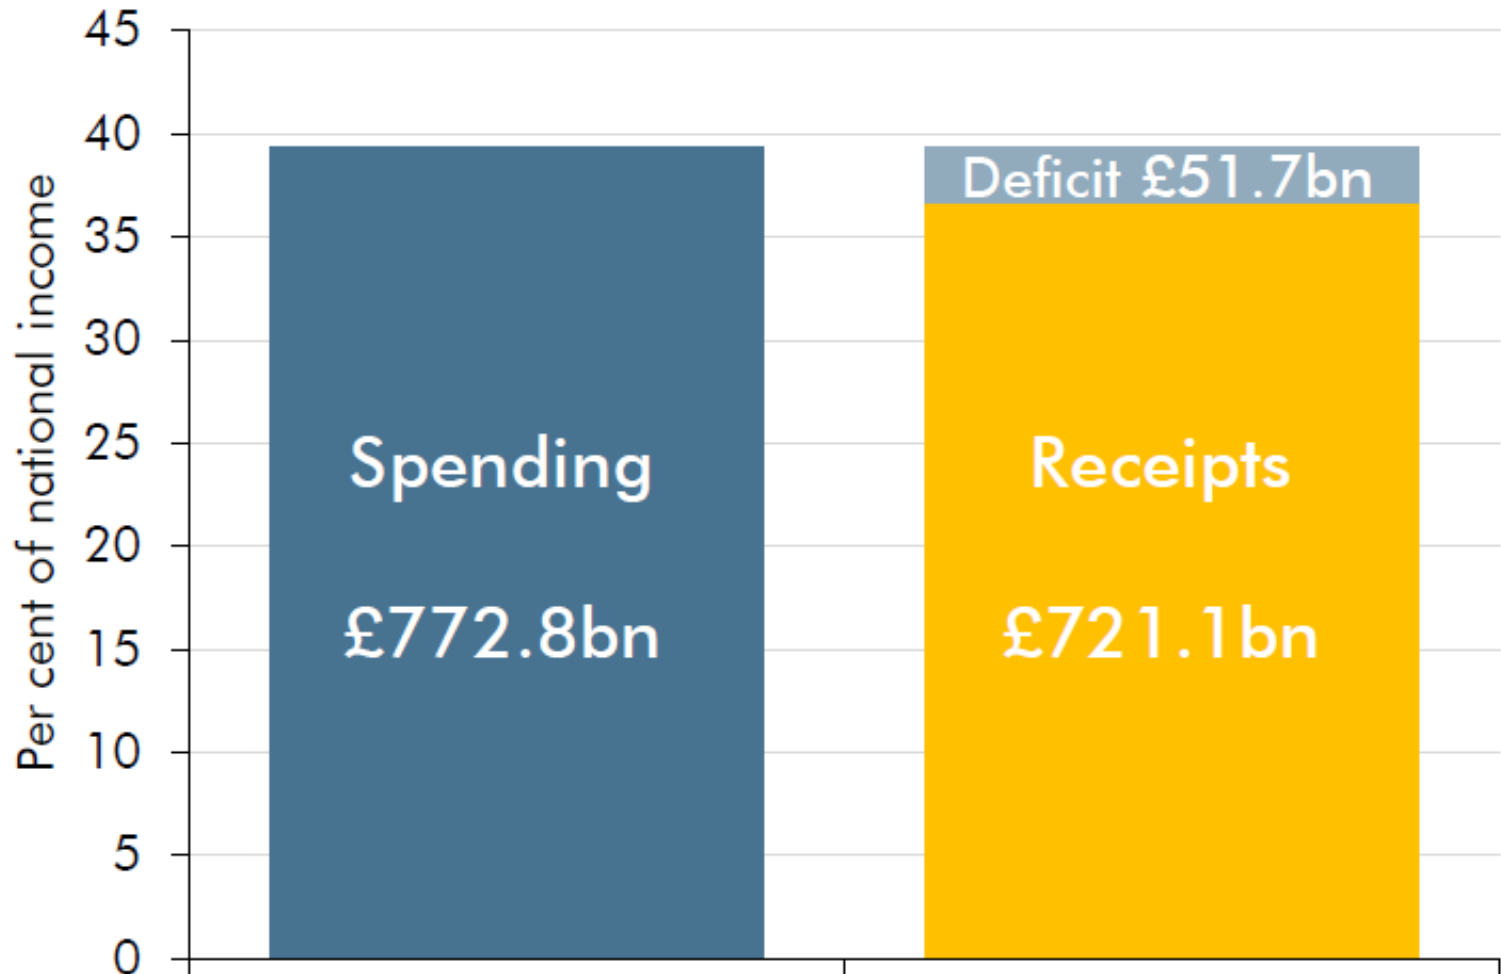 Per cent of national income
45
40
35
30
25
20
15
10
5
0
Spending
£772.8bn
Deficit £51.7bn
Receipts
£721.1bn